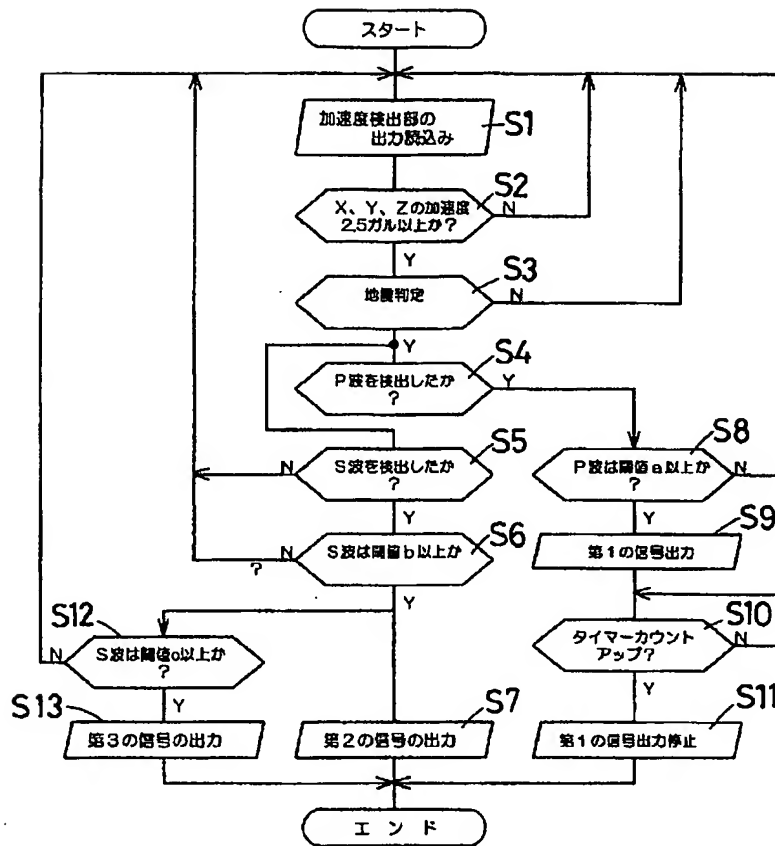 スタート
加速度検出部の
出力読込み
S1
X、Y、Zの加速度
2.5ガル以上か?
S2
N
Y
地震判定
S3
N
Y
P波を検出したか
?
S4
Y
S波を検出したか
?
S5
N
Y
P波は閾値a以上か
?
S8
N
Y
S波は閾値b以上か
?
S6
N
Y
第1の信号出力
S9
S波は閾値c以上か
?
S12
N
Y
タイマーカウント
アップ?
S10
N
Y
第3の信号の出力
S13
第2の信号の出力
S7
第1の信号出力停止
S11
エンド